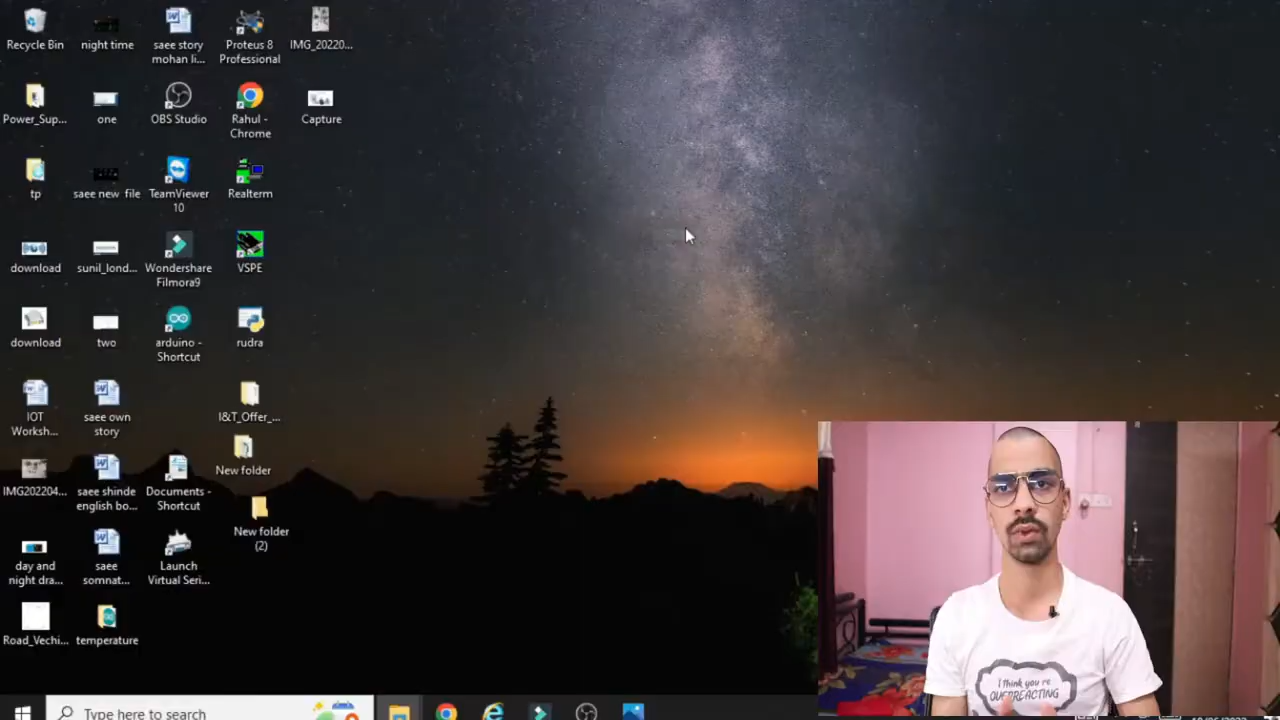 Recycle Bin
night time
saee story
mohan li...
Proteus 8
Professional
IMG_20220...
Power_Sup...
one
OBS Studio
Rahul -
Chrome
Capture
tp
saee new file
TeamViewer
10
Realterm
download
sunil_lond...
Wondershare
Filmora9
VSPE
download
two
arduino -
Shortcut
rudra
IOT
Worksh...
saee own
story
I&T_Offer_...
New folder
IMG202204...
saee shinde
english bo...
Documents -
Shortcut
New folder
(2)
day and
night dra...
saee
somnat...
Launch
Virtual Seri...
Road_Vechi...
temperature
Type here to search
i think you're
OVERREACTING